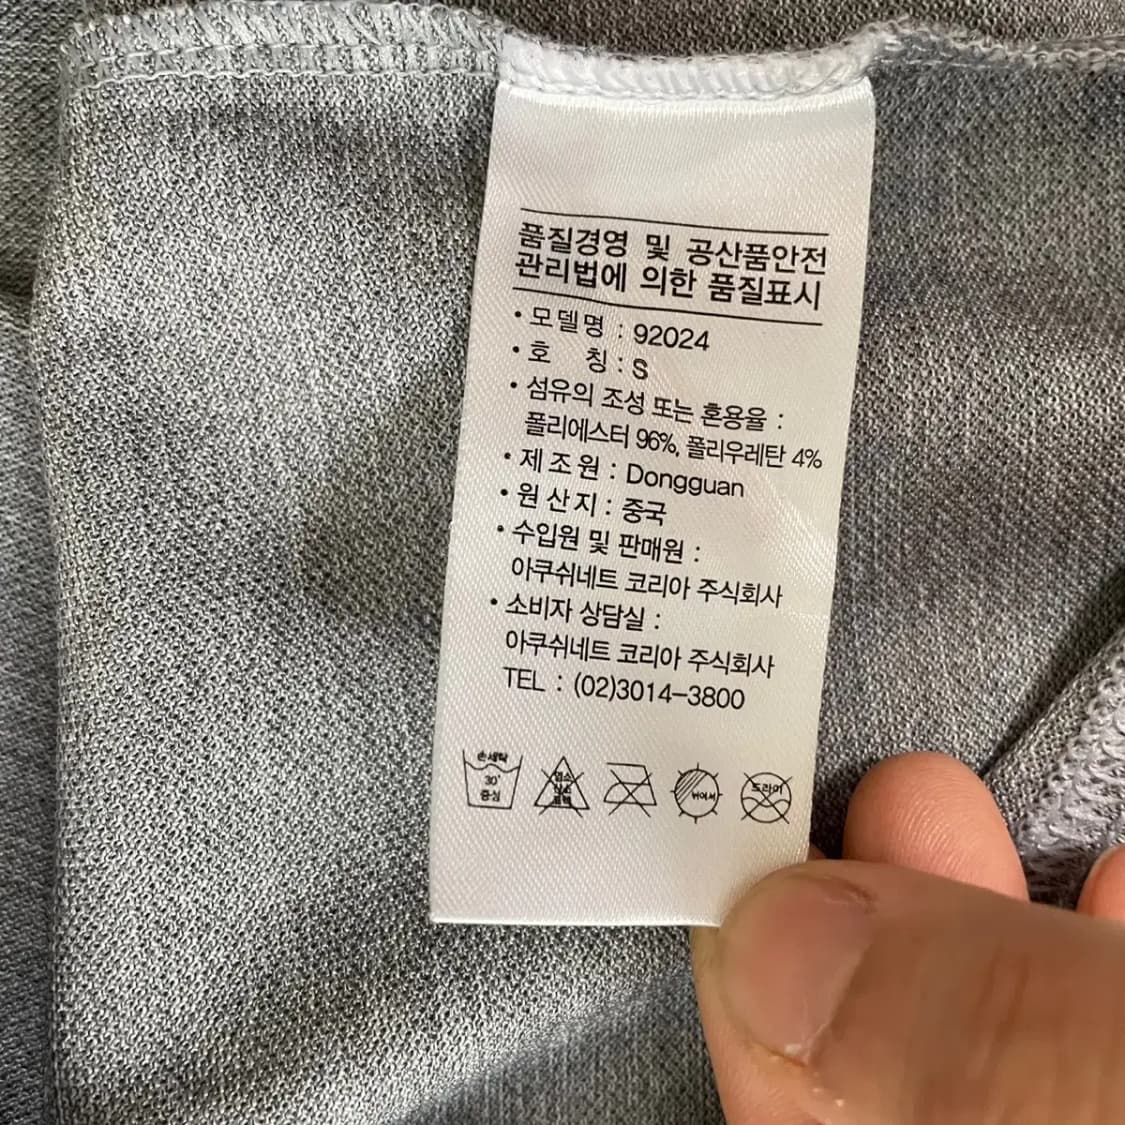 품질경영 및 공산품안전
관리법에 의한 품질표시
• 모델명 : 92024
• 호 칭 : S
• 섬유의 조성 또는 혼용율 :
폴리에스터 96%, 폴리우레탄 4%
• 제조원 : Dongguan
• 원산지 : 중국
• 수입원 및 판매원 :
아쿠쉬네트 코리아 주식회사
• 소비자 상담실 :
아쿠쉬네트 코리아 주식회사
TEL : (02)3014-3800
손세탁
30°
중성
뉘어서
드라이